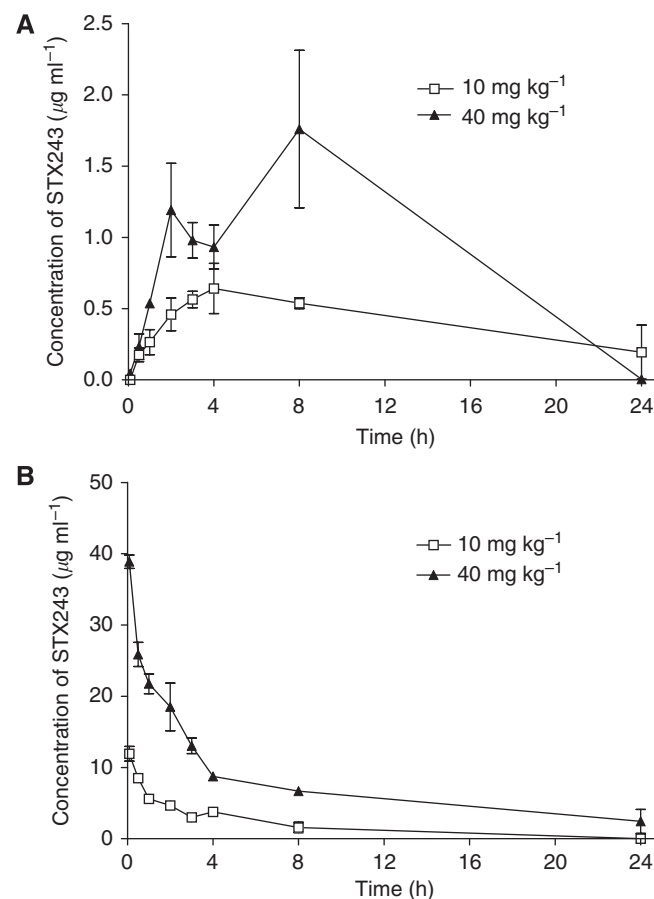 A
Concentration of STX243 (μg ml⁻¹)
2.5
2.0
1.5
1.0
0.5
0.0
10 mg kg⁻¹
40 mg kg⁻¹
0 4 8 12 16 20 24
Time (h)
B
Concentration of STX243 (μg ml⁻¹)
50
40
30
20
10
0
10 mg kg⁻¹
40 mg kg⁻¹
0 4 8 12 16 20 24
Time (h)